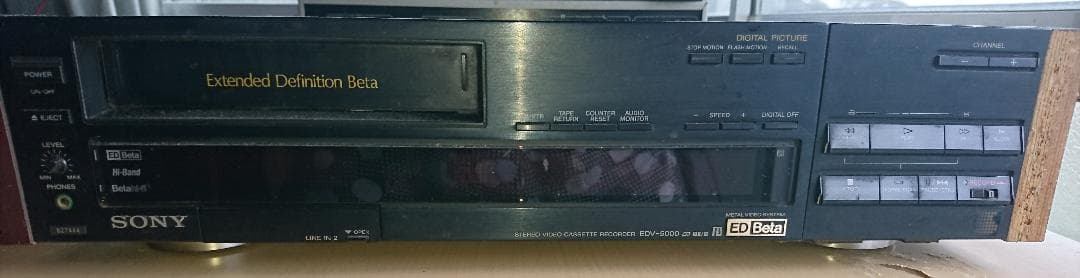 POWER
ON/OFF
EJECT
LEVEL
MIN MAX
PHONES
Extended Definition Beta
ED Beta
Hi-Band
Beta hi-fi
SONY
LINE IN 2
OPEN
TAPE RETURN
COUNTER RESET
AUDIO MONITOR
DIGITAL PICTURE
STOP MOTION FLASH MOTION RECALL
- SPEED + DIGITAL OFF
STEREO VIDEO CASSETTE RECORDER EDV-5000
METAL VIDEO SYSTEM
ED Beta
CHANNEL
- +